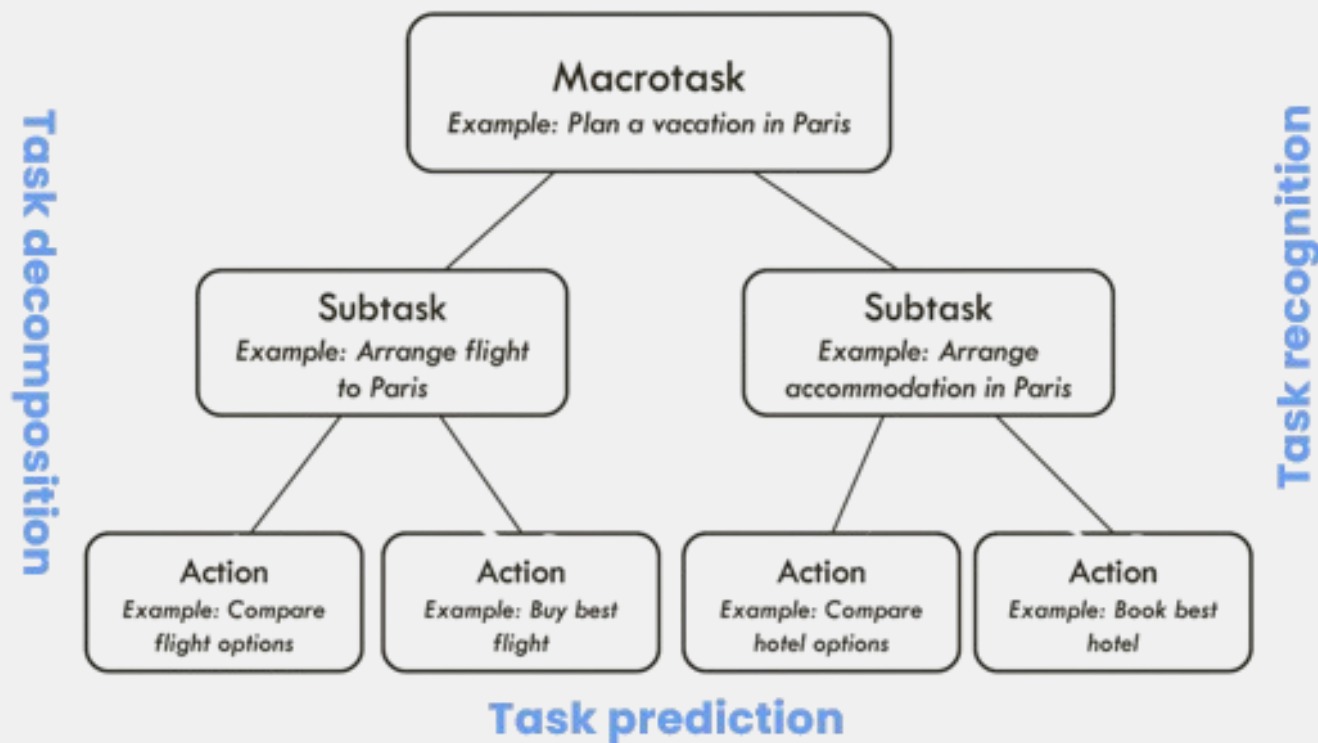 Macrotask
Example: Plan a vacation in Paris
Task decomposition
Task recognition
Subtask
Example: Arrange flight
to Paris
Subtask
Example: Arrange
accommodation in Paris
Action
Example: Compare
flight options
Action
Example: Buy best
flight
Action
Example: Compare
hotel options
Action
Example: Book best
hotel
Task prediction